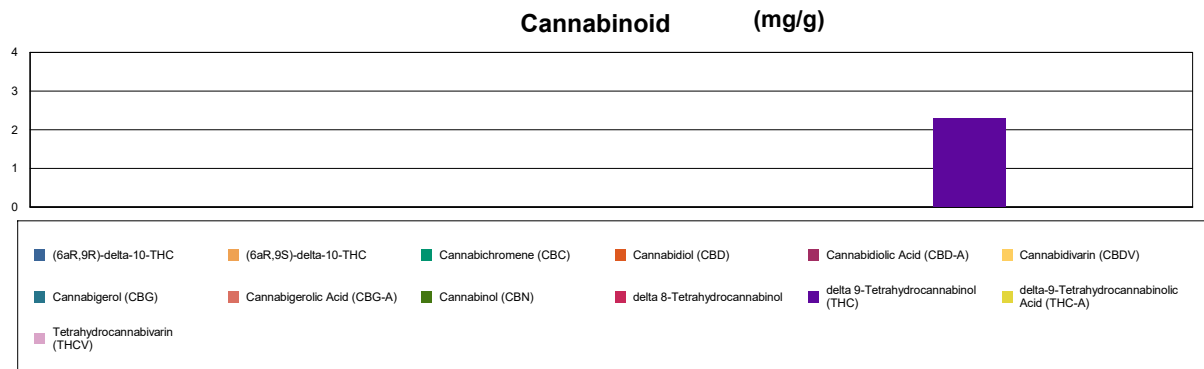 Cannabinoid (mg/g)
4
3
2
1
0
(6aR,9R)-delta-10-THC
(6aR,9S)-delta-10-THC
Cannabichromene (CBC)
Cannabidiol (CBD)
Cannabidiolic Acid (CBD-A)
Cannabidivarin (CBDV)
Cannabigerol (CBG)
Cannabigerolic Acid (CBG-A)
Cannabinol (CBN)
delta 8-Tetrahydrocannabinol
delta 9-Tetrahydrocannabinol
(THC)
delta-9-Tetrahydrocannabinolic
Acid (THC-A)
Tetrahydrocannabivarin
(THCV)